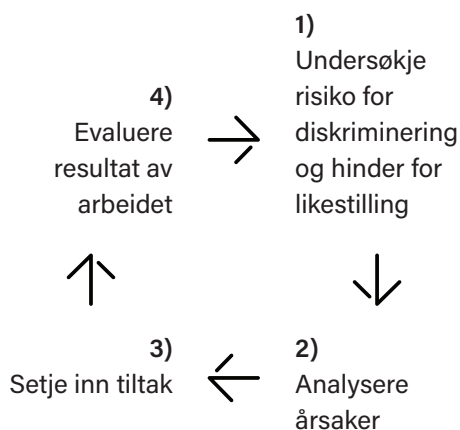 1)
Undersøkje
risiko for
diskriminering
og hinder for
likestilling
2)
Analysere
årsaker
3)
Setje inn tiltak
4)
Evaluere
resultat av
arbeidet